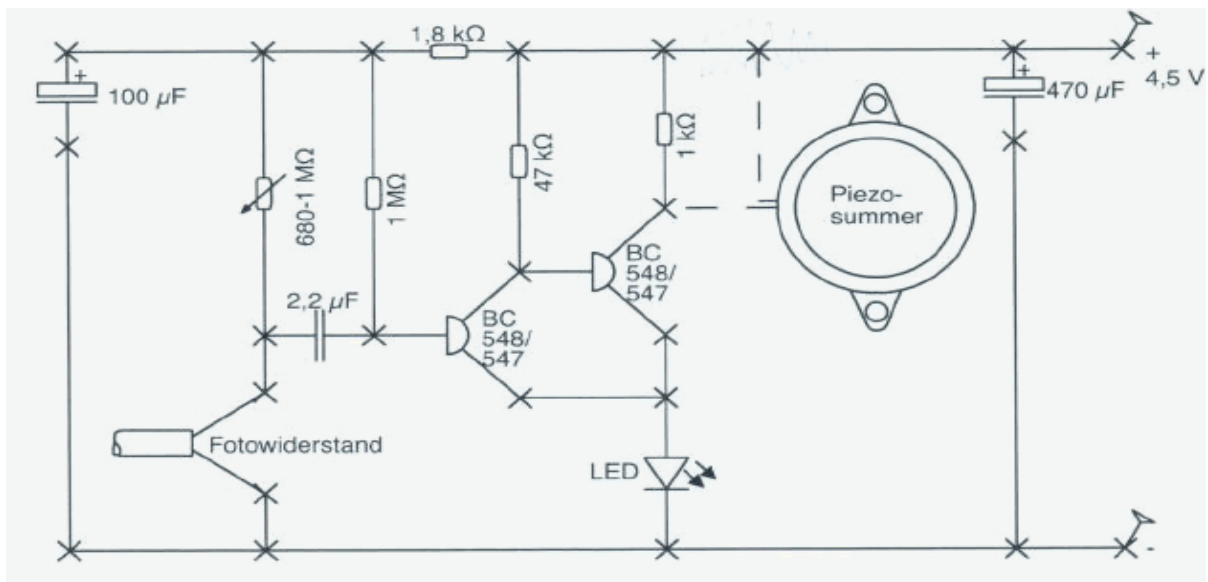 1,8 kΩ
+
100 µF
680-1 MΩ
1 MΩ
47 kΩ
1 kΩ
+
4,5 V
+
470 µF
Piezo-
summer
BC
548/
547
2,2 µF
BC
548/
547
Fotowiderstand
LED
-